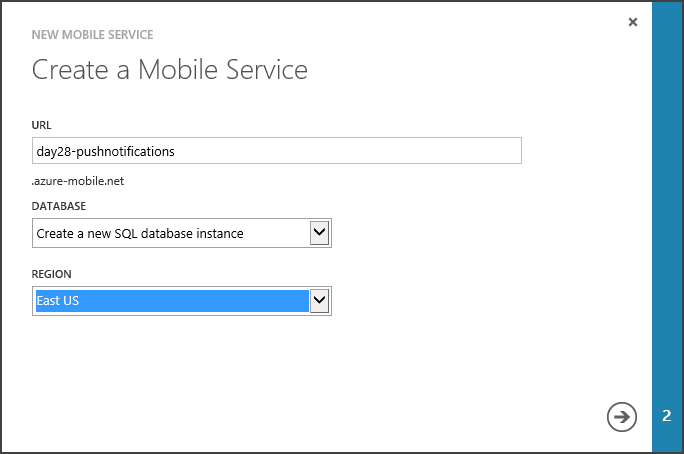 NEW MOBILE SERVICE
Create a Mobile Service
URL
day28-pushnotifications
.azure-mobile.net
DATABASE
Create a new SQL database instance
REGION
East US
2